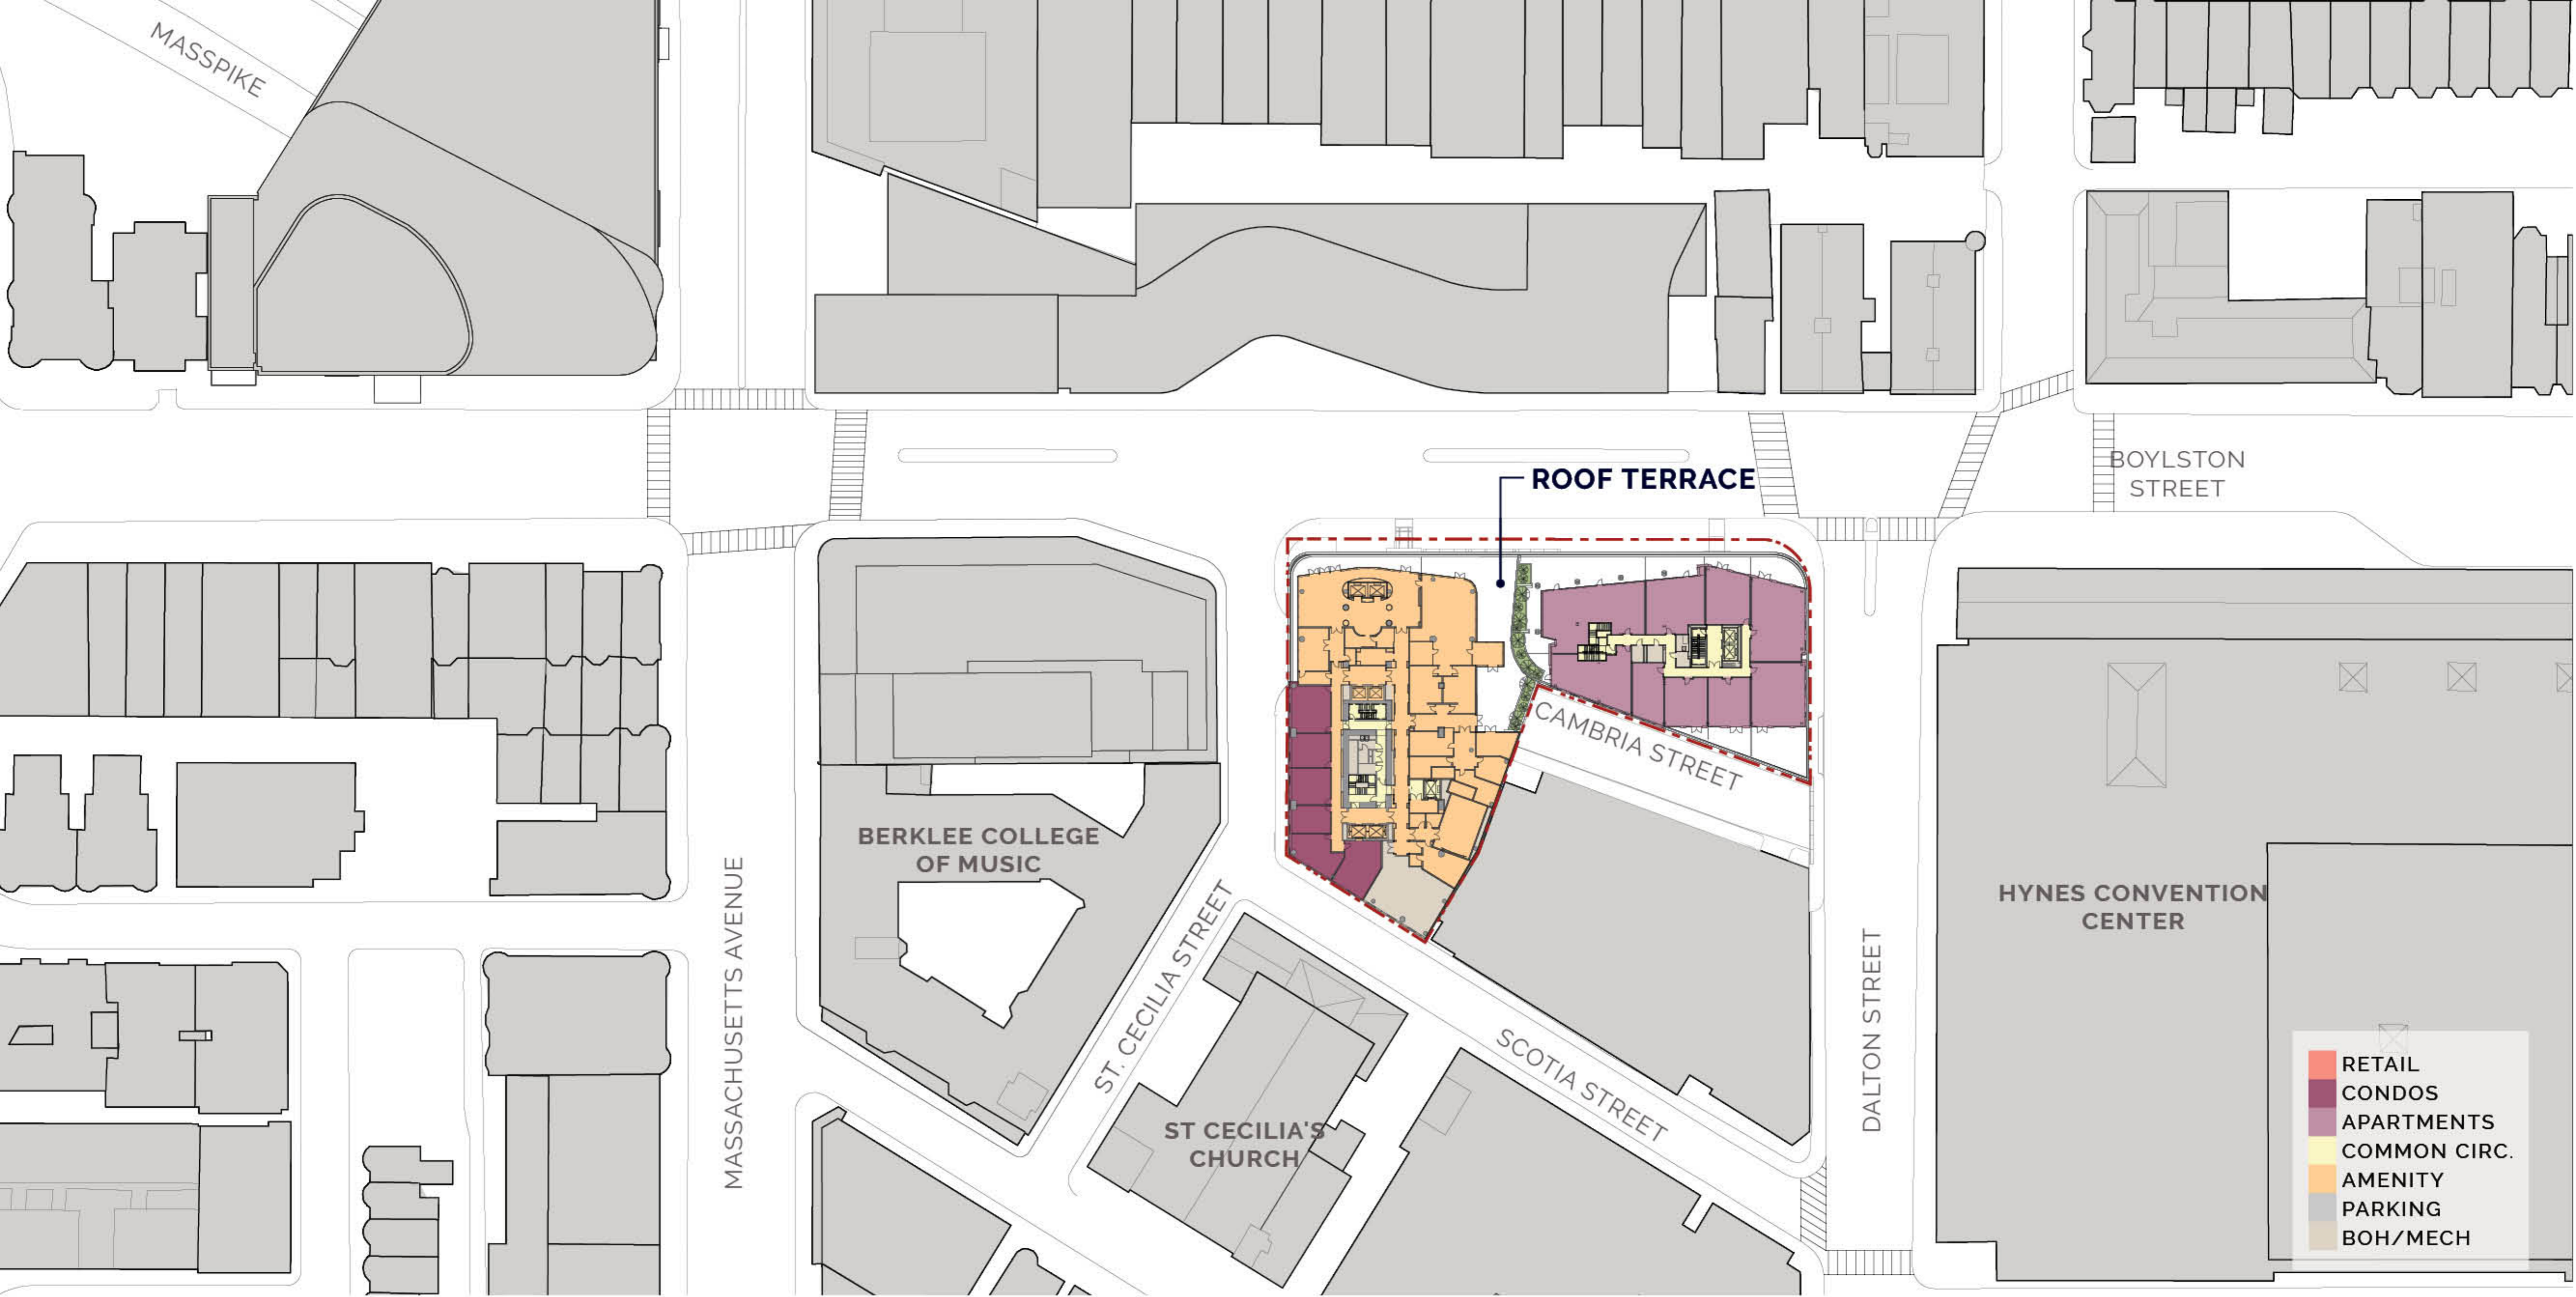 MASSPIKE
ROOF TERRACE
BOYLSTON
STREET
CAMBRIA STREET
BERKLEE COLLEGE
OF MUSIC
MASSACHUSETTS AVENUE
ST. CECILIA STREET
HYNES CONVENTION
CENTER
DALTON STREET
SCOTIA STREET
ST CECILIA'S
CHURCH
RETAIL
CONDOS
APARTMENTS
COMMON CIRC.
AMENITY
PARKING
BOH/MECH